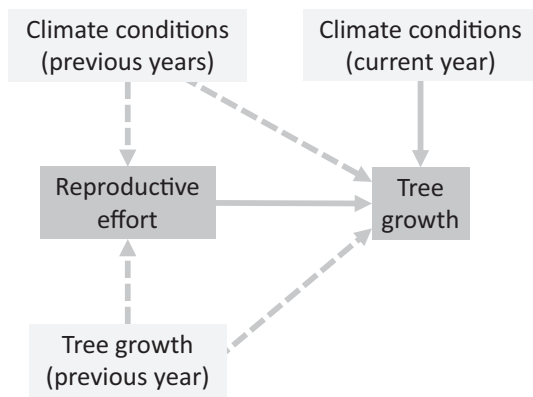 Climate conditions
(previous years)
Climate conditions
(current year)
Reproductive
effort
Tree
growth
Tree growth
(previous year)